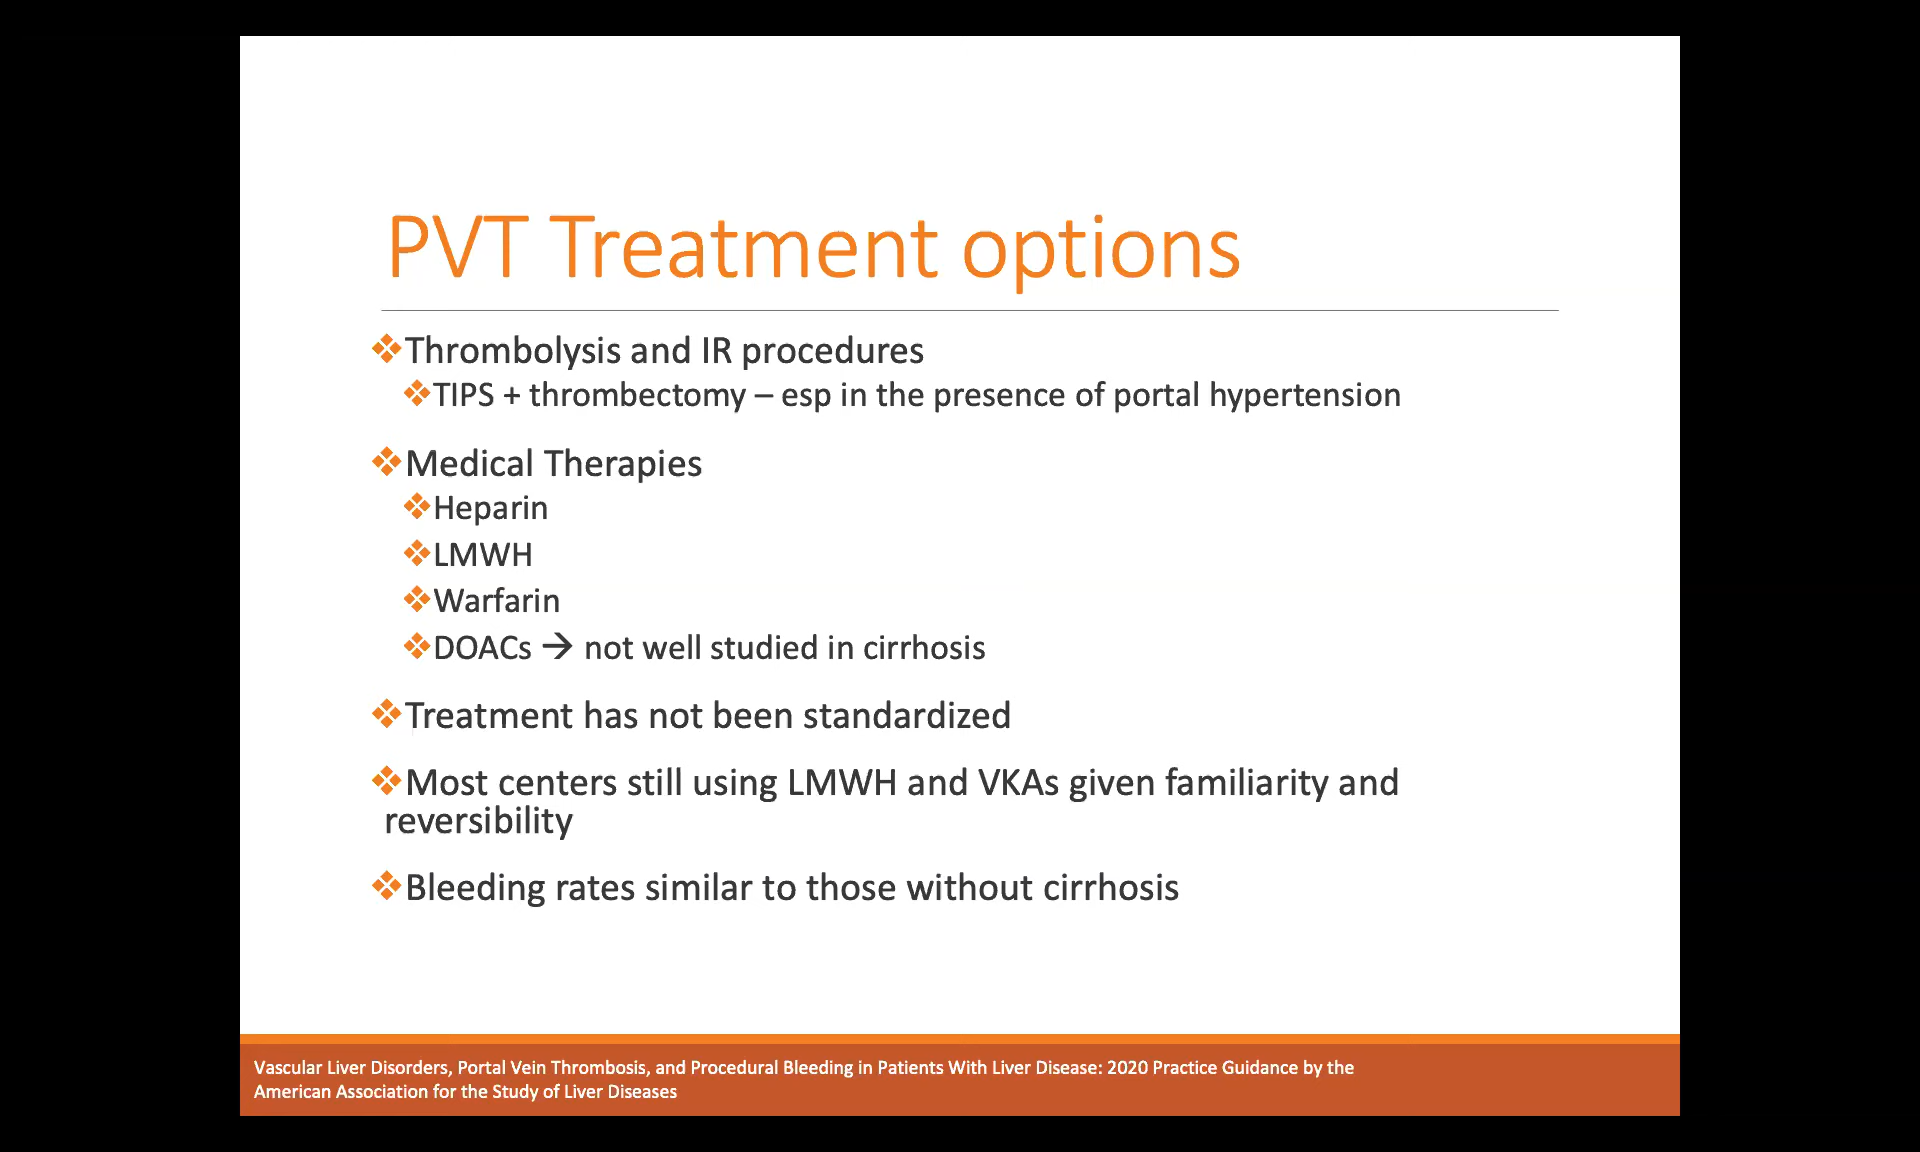 PVT Treatment options
❖Thrombolysis and IR procedures
❖TIPS + thrombectomy – esp in the presence of portal hypertension
❖Medical Therapies
❖Heparin
❖LMWH
❖Warfarin
❖DOACs → not well studied in cirrhosis
❖Treatment has not been standardized
❖Most centers still using LMWH and VKAs given familiarity and
reversibility
❖Bleeding rates similar to those without cirrhosis
Vascular Liver Disorders, Portal Vein Thrombosis, and Procedural Bleeding in Patients With Liver Disease: 2020 Practice Guidance by the
American Association for the Study of Liver Diseases